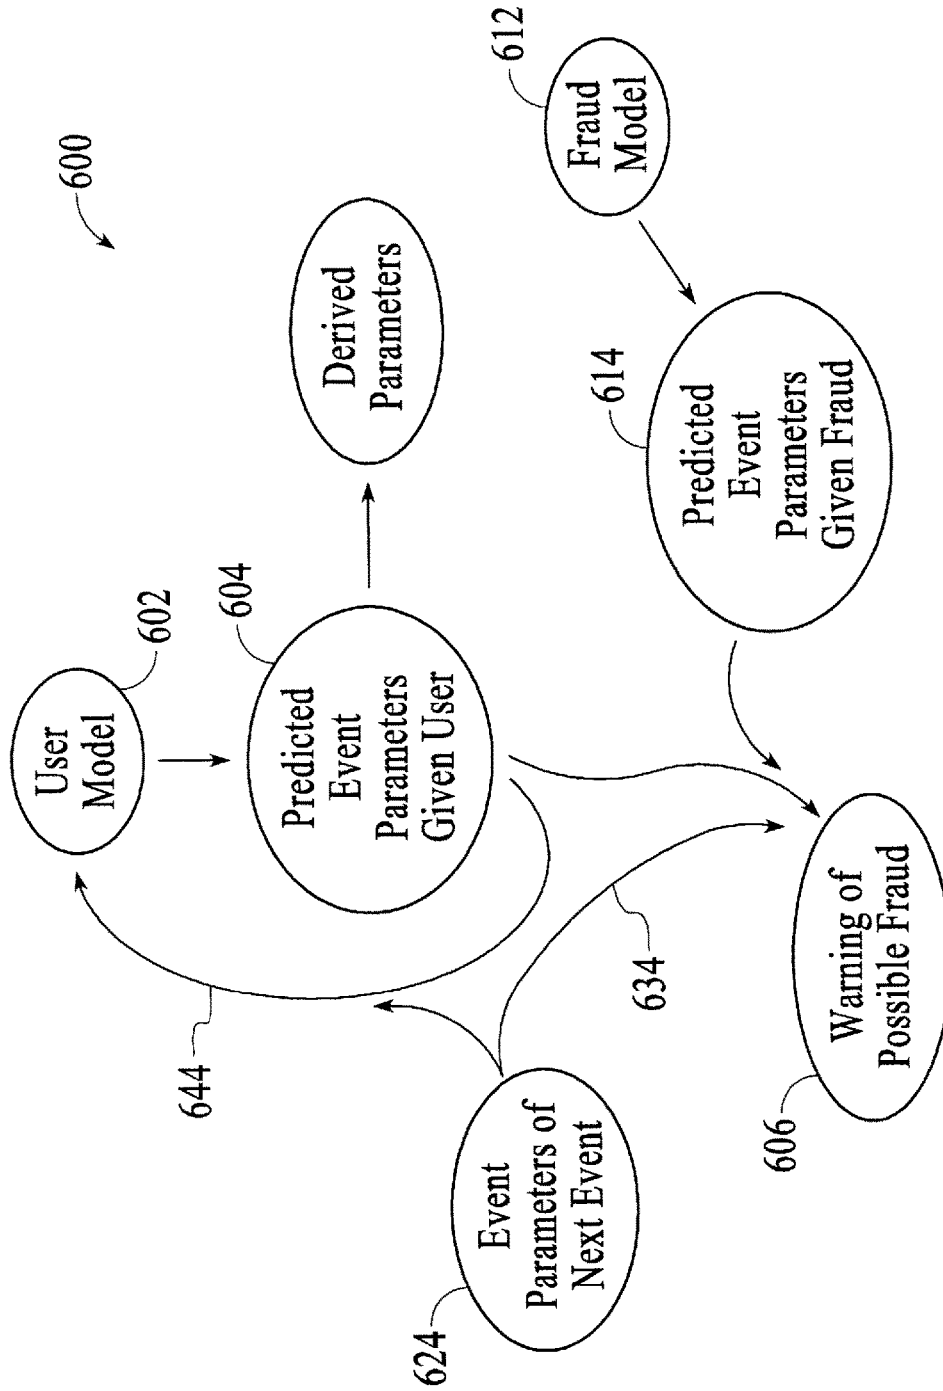 600
User
Model
602
644
Predicted
Event
Parameters
Given User
604
Derived
Parameters
Event
Parameters of
Next Event
624
634
Fraud
Model
612
Predicted
Event
Parameters
Given Fraud
614
Warning of
Possible Fraud
606